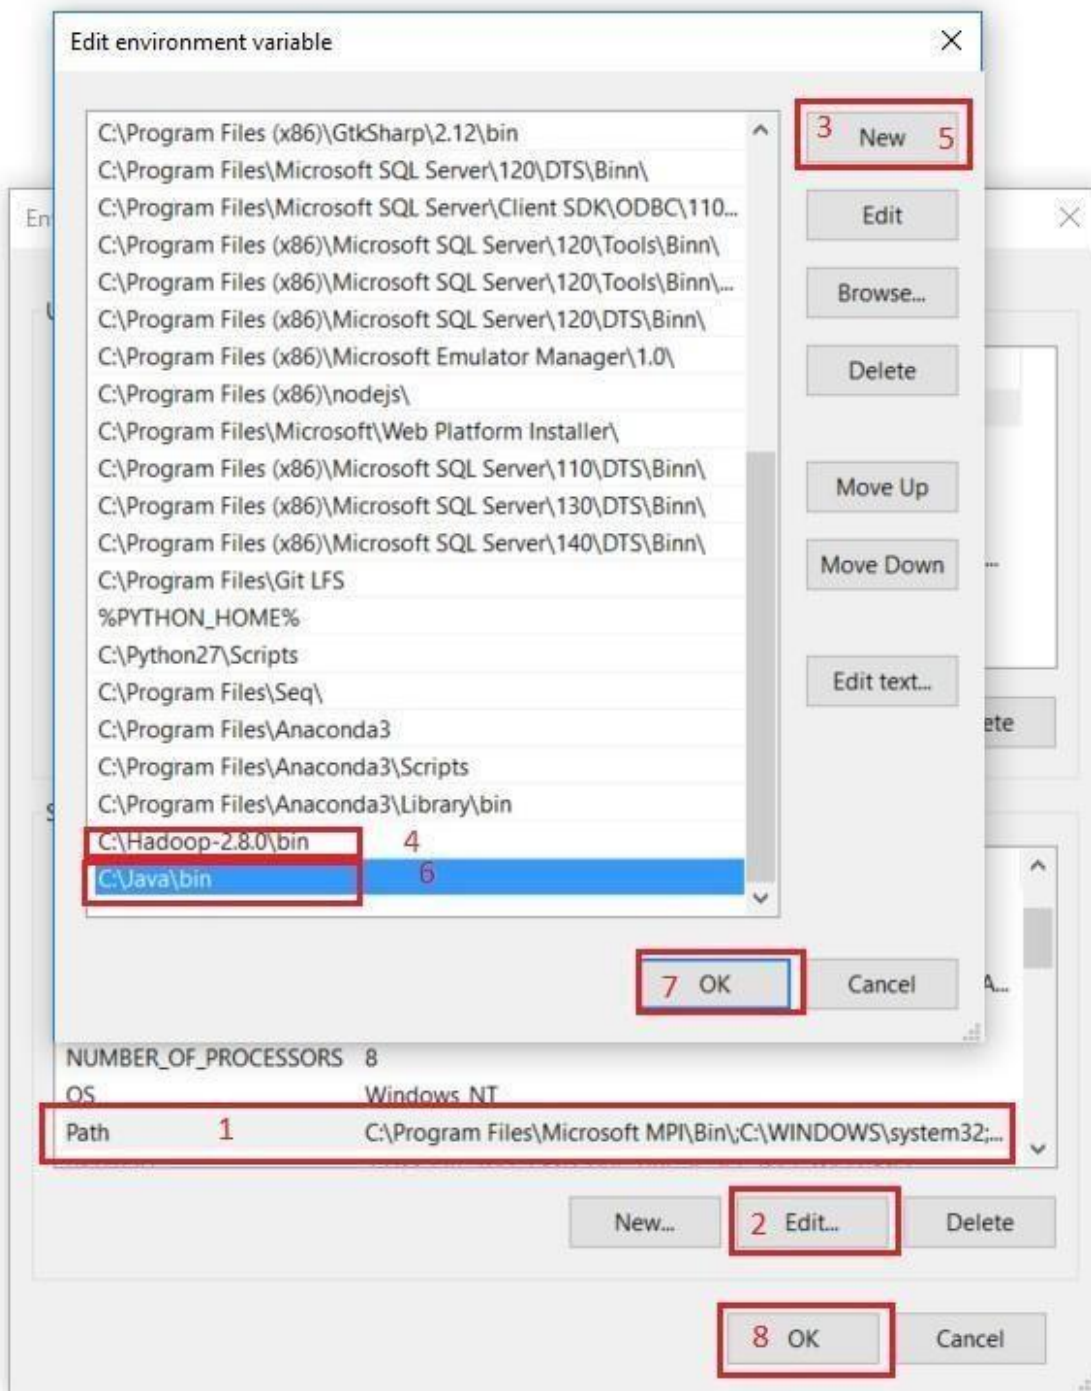 Edit environment variable
C:\Program Files (x86)\GtkSharp\2.12\bin
C:\Program Files\Microsoft SQL Server\120\DTS\Binn\
C:\Program Files\Microsoft SQL Server\Client SDK\ODBC\110...
C:\Program Files (x86)\Microsoft SQL Server\120\Tools\Binn\
C:\Program Files (x86)\Microsoft SQL Server\120\Tools\Binn\...
C:\Program Files (x86)\Microsoft SQL Server\120\DTS\Binn\
C:\Program Files (x86)\Microsoft Emulator Manager\1.0\
C:\Program Files (x86)\nodejs\
C:\Program Files\Microsoft\Web Platform Installer\
C:\Program Files (x86)\Microsoft SQL Server\110\DTS\Binn\
C:\Program Files (x86)\Microsoft SQL Server\130\DTS\Binn\
C:\Program Files (x86)\Microsoft SQL Server\140\DTS\Binn\
C:\Program Files\Git LFS
%PYTHON_HOME%
C:\Python27\Scripts
C:\Program Files\Seq\
C:\Program Files\Anaconda3
C:\Program Files\Anaconda3\Scripts
C:\Program Files\Anaconda3\Library\bin
C:\Hadoop-2.8.0\bin 4
C:\Java\bin 6
3 New 5
Edit
Browse...
Delete
Move Up
Move Down
Edit text...
7 OK Cancel
En
ete
A...
NUMBER_OF_PROCESSORS 8
OS Windows_NT
Path 1 C:\Program Files\Microsoft MPI\Bin\;C:\WINDOWS\system32;...
New... 2 Edit... Delete
8 OK Cancel